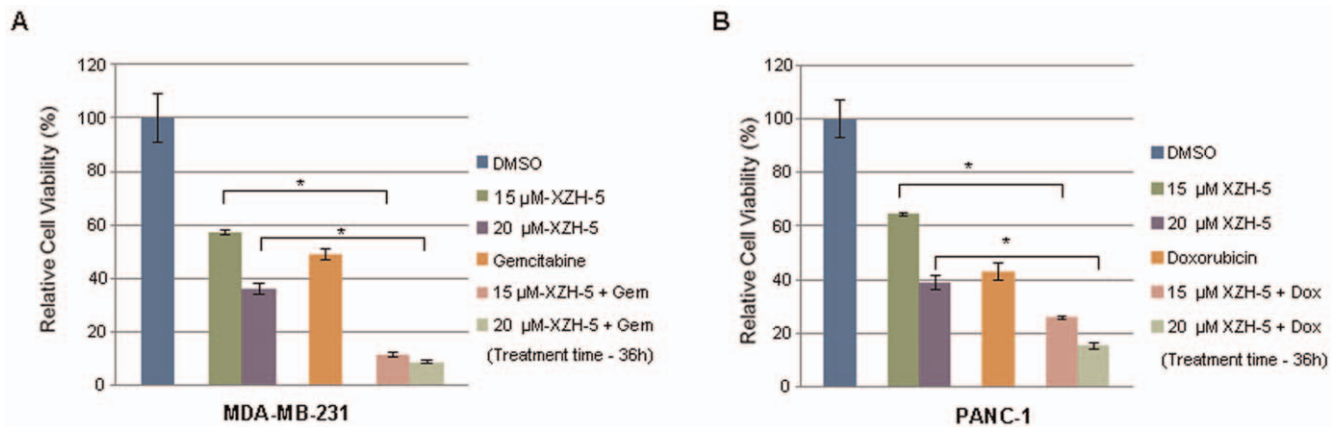 A
Relative Cell Viability (%)
120
100
80
60
40
20
0
*
*
MDA-MB-231
DMSO
15 µM-XZH-5
20 µM-XZH-5
Gemcitabine
15 µM-XZH-5 + Gem
20 µM-XZH-5 + Gem
(Treatment time - 36h)
B
Relative Cell Viability (%)
120
100
80
60
40
20
0
*
*
PANC-1
DMSO
15 µM XZH-5
20 µM XZH-5
Doxorubicin
15 µM XZH-5 + Dox
20 µM XZH-5 + Dox
(Treatment time - 36h)